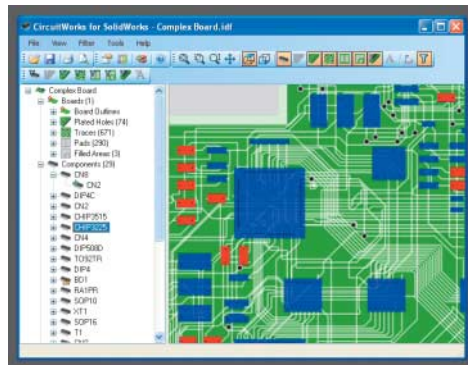 CircuitWorks for SolidWorks - Complex Board.idf
File View Filter Tools Help
Complex Board
Boards (1)
Board Outlines
Plated Holes (74)
Traces (671)
Pads (290)
Filled Areas (3)
Components (29)
CN8
CN2
DIP4C
CN2
CHIP3515
CHIP3225
CN4
DIP508D
TO92TR
DIP4
BD1
RA1PR
SOP10
XT1
SOP16
T1